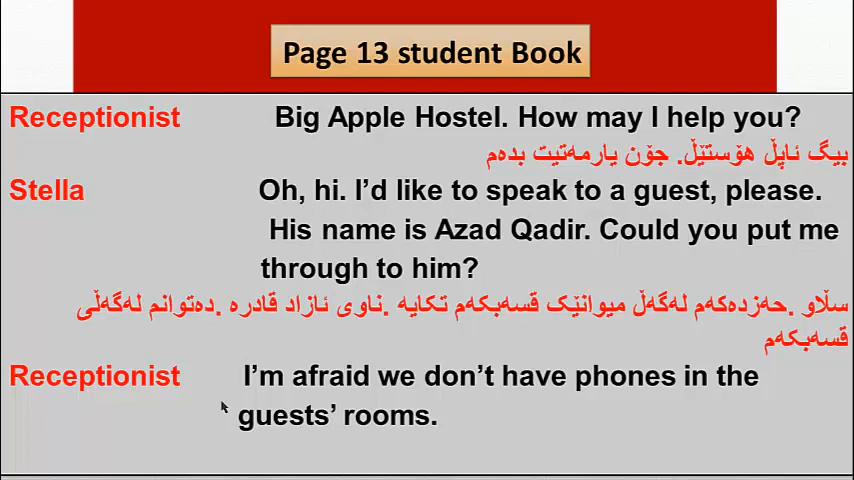 Page 13 student Book
Receptionist Big Apple Hostel. How may I help you?
بیگ ئاپڵ هۆستێڵ. جۆن یارمەتیت بدەم
Stella Oh, hi. I’d like to speak to a guest, please.
His name is Azad Qadir. Could you put me
through to him?
سڵاو .حەزدەکەم لەگەڵ میوانێک قسەبکەم تکایە .ناوی ئازاد قادرە .دەتوانم لەگەڵی
قسەبکەم
Receptionist I’m afraid we don’t have phones in the
guests’ rooms.